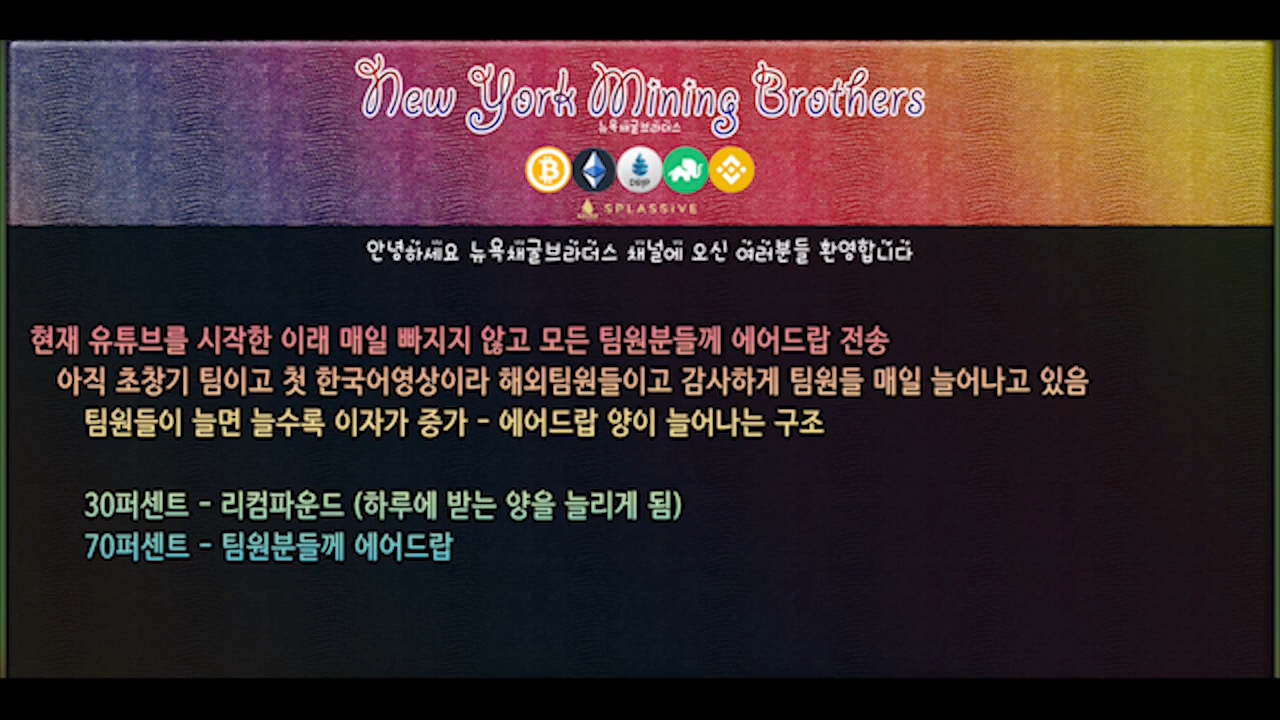 New York Mining Brothers
뉴욕채굴브라더스
DRIP
SPLASSIVE
안녕하세요 뉴욕채굴브라더스 채널에 오신 여러분들 환영합니다
현재 유튜브를 시작한 이래 매일 빠지지 않고 모든 팀원분들께 에어드랍 전송
아직 초창기 팀이고 첫 한국어영상이라 해외팀원들이고 감사하게 팀원들 매일 늘어나고 있음
팀원들이 늘면 늘수록 이자가 증가 - 에어드랍 양이 늘어나는 구조
30퍼센트 - 리컴파운드 (하루에 받는 양을 늘리게 됨)
70퍼센트 - 팀원분들께 에어드랍